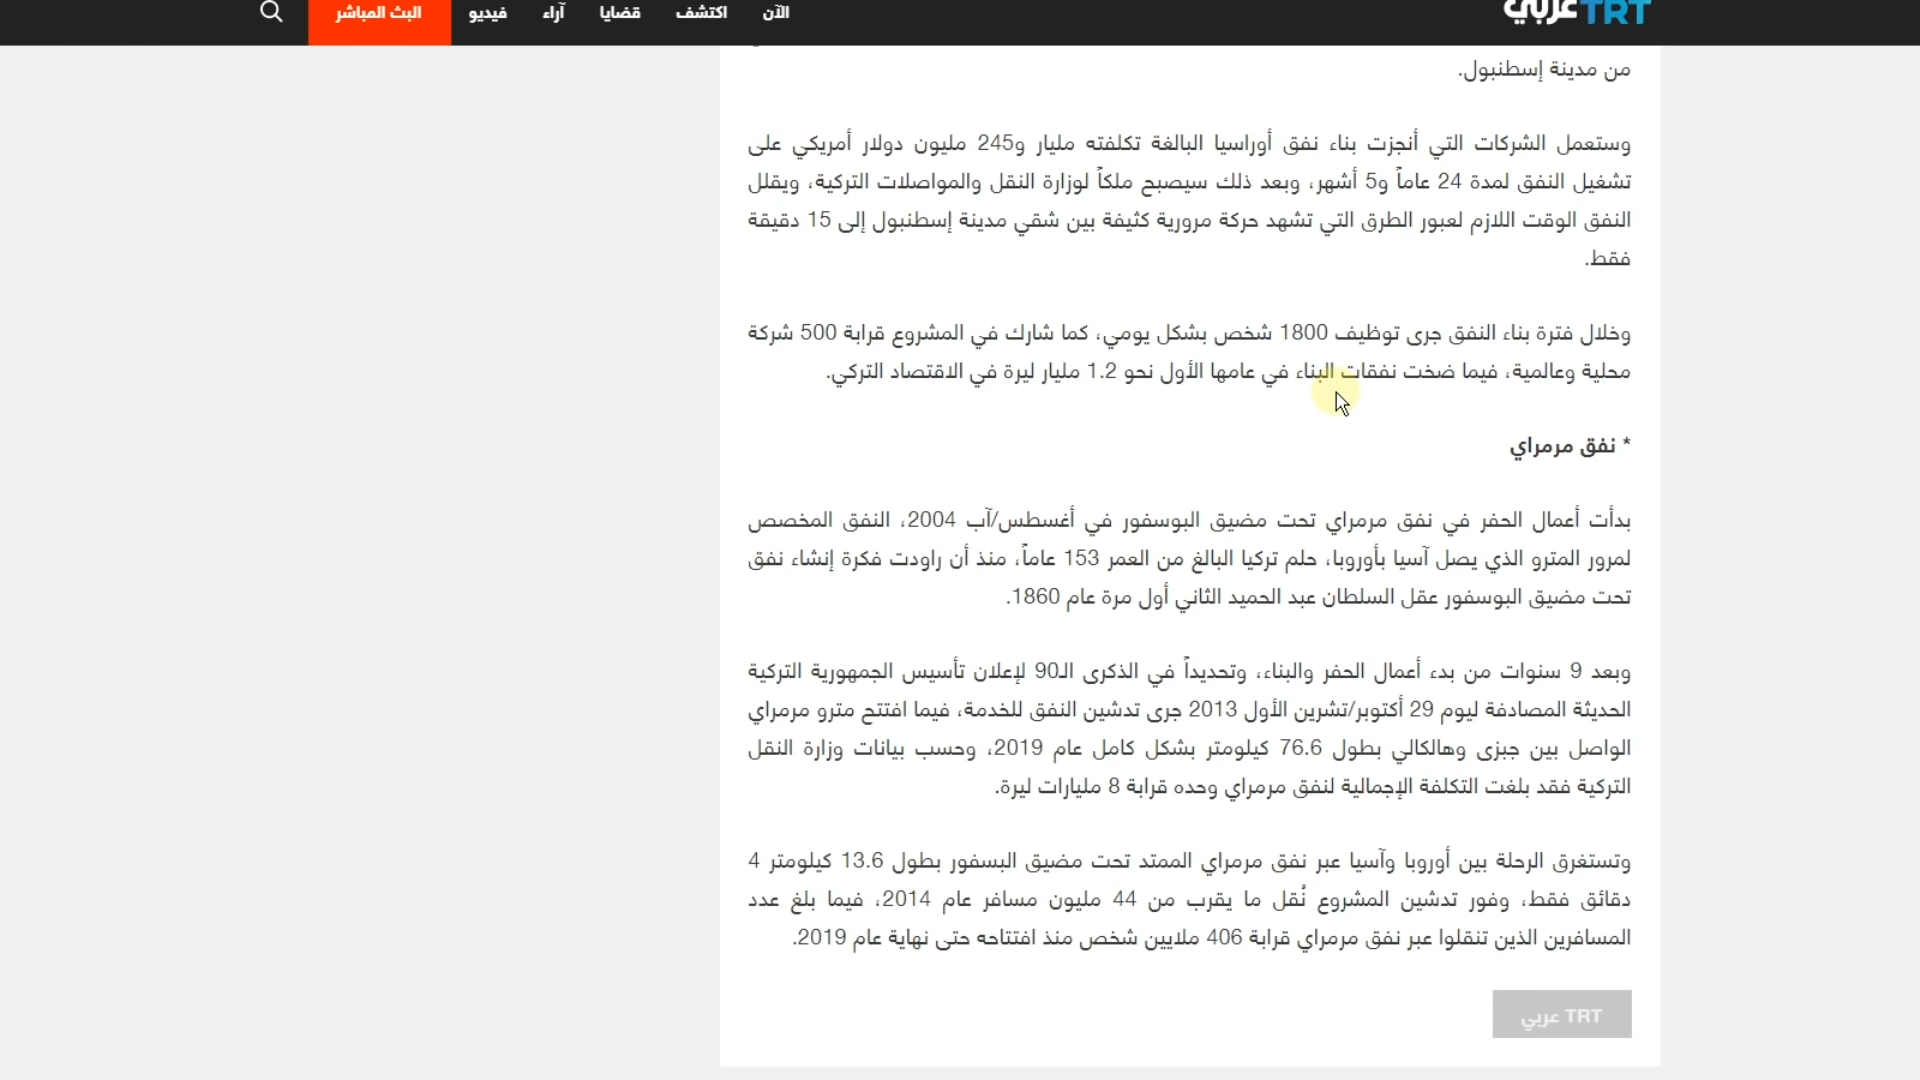 TRT عربي
الآن
اكتشف
قضايا
آراء
فيديو
البث المباشر
من مدينة إسطنبول.
وستعمل الشركات التي أنجزت بناء نفق أوراسيا البالغة تكلفته مليار و245 مليون دولار أمريكي على
تشغيل النفق لمدة 24 عاماً و5 أشهر، وبعد ذلك سيصبح ملكاً لوزارة النقل والمواصلات التركية، ويقلل
النفق الوقت اللازم لعبور الطرق التي تشهد حركة مرورية كثيفة بين شقي مدينة إسطنبول إلى 15 دقيقة
فقط.
وخلال فترة بناء النفق جرى توظيف 1800 شخص بشكل يومي، كما شارك في المشروع قرابة 500 شركة
محلية وعالمية، فيما ضخت نفقات البناء في عامها الأول نحو 1.2 مليار ليرة في الاقتصاد التركي.
* نفق مرمراي
بدأت أعمال الحفر في نفق مرمراي تحت مضيق البوسفور في أغسطس/آب 2004، النفق المخصص
لمرور المترو الذي يصل آسيا بأوروبا، حلم تركيا البالغ من العمر 153 عاماً، منذ أن راودت فكرة إنشاء نفق
تحت مضيق البوسفور عقل السلطان عبد الحميد الثاني أول مرة عام 1860.
وبعد 9 سنوات من بدء أعمال الحفر والبناء، وتحديداً في الذكرى الـ90 لإعلان تأسيس الجمهورية التركية
الحديثة المصادفة ليوم 29 أكتوبر/تشرين الأول 2013 جرى تدشين النفق للخدمة، فيما افتتح مترو مرمراي
الواصل بين جبزى وهالكالي بطول 76.6 كيلومتر بشكل كامل عام 2019، وحسب بيانات وزارة النقل
التركية فقد بلغت التكلفة الإجمالية لنفق مرمراي وحده قرابة 8 مليارات ليرة.
وتستغرق الرحلة بين أوروبا وآسيا عبر نفق مرمراي الممتد تحت مضيق البسفور بطول 13.6 كيلومتر 4
دقائق فقط، وفور تدشين المشروع نُقل ما يقرب من 44 مليون مسافر عام 2014، فيما بلغ عدد
المسافرين الذين تنقلوا عبر نفق مرمراي قرابة 406 ملايين شخص منذ افتتاحه حتى نهاية عام 2019.
TRT عربي